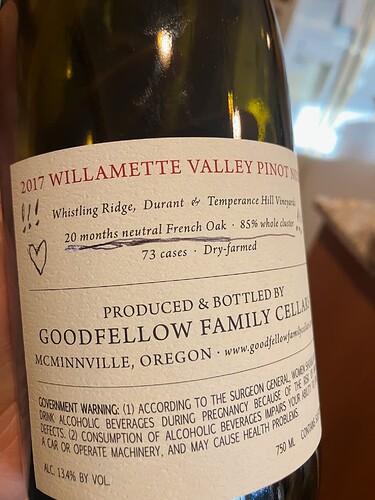 2017 WILLAMETTE VALLEY PINOT
!!! Whistling Ridge, Durant & Temperance Hill Vineyards
20 months neutral French Oak · 85% whole cluster
73 cases · Dry-farmed
PRODUCED & BOTTLED BY
GOODFELLOW FAMILY CELLARS
MCMINNVILLE, OREGON · www.goodfellowfamilycellars
GOVERNMENT WARNING: (1) ACCORDING TO THE SURGEON GENERAL, WOMEN SHOULD
DRINK ALCOHOLIC BEVERAGES DURING PREGNANCY BECAUSE OF THE RISK OF
DEFECTS. (2) CONSUMPTION OF ALCOHOLIC BEVERAGES IMPAIRS YOUR ABILITY TO
A CAR OR OPERATE MACHINERY, AND MAY CAUSE HEALTH PROBLEMS.
750 ML CONTAINS
ALC. 13.4% BY VOL.